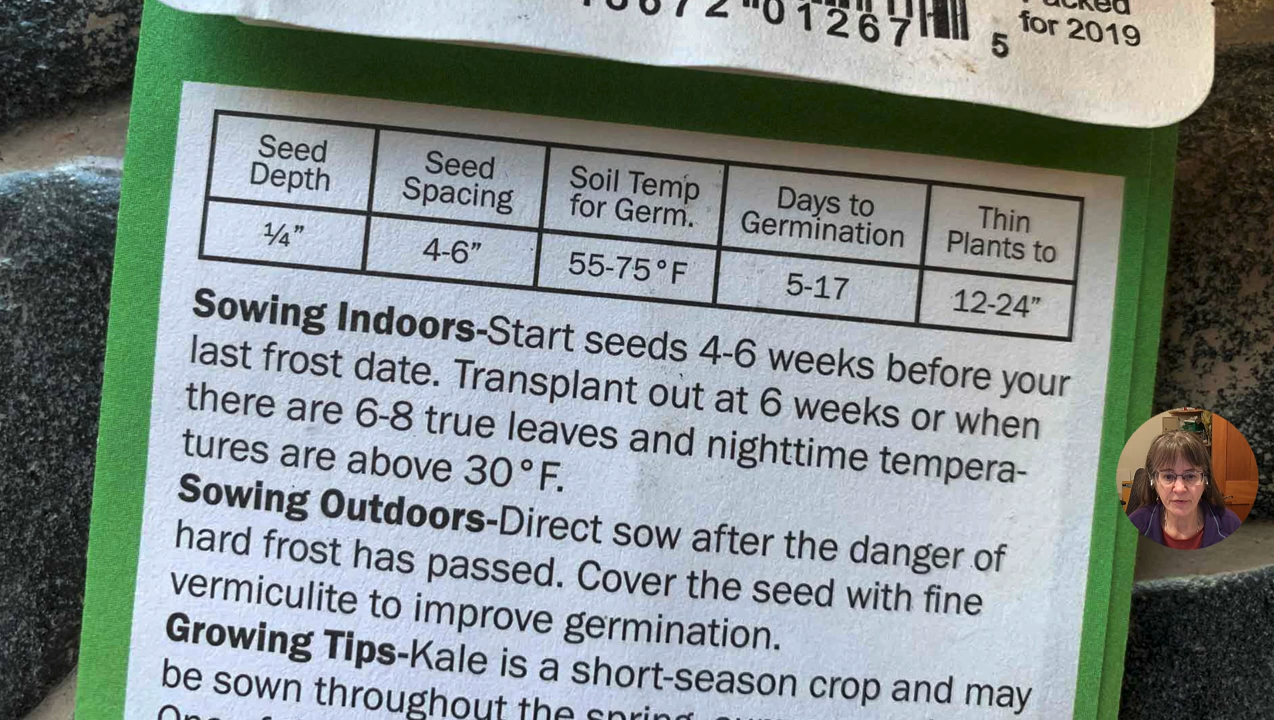 01267
5
for 2019
Seed Depth
Seed Spacing
Soil Temp for Germ.
Days to Germination
Thin Plants to
¼”
4-6”
55-75°F
5-17
12-24”
Sowing Indoors-Start seeds 4-6 weeks before your
last frost date. Transplant out at 6 weeks or when
there are 6-8 true leaves and nighttime tempera-
tures are above 30°F.
Sowing Outdoors-Direct sow after the danger of
hard frost has passed. Cover the seed with fine
vermiculite to improve germination.
Growing Tips-Kale is a short-season crop and may
be sown throughout the spring,